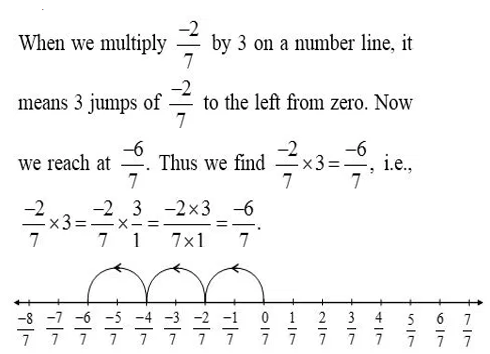 When we multiply −2/7 by 3 on a number line, it
means 3 jumps of −2/7 to the left from zero. Now
we reach at −6/7. Thus we find −2/7 × 3 = −6/7, i.e.,
−2/7 × 3 = −2/7 × 3/1 = −2×3/7×1 = −6/7.
−8/7 −7/7 −6/7 −5/7 −4/7 −3/7 −2/7 −1/7 0/7 1/7 2/7 3/7 4/7 5/7 6/7 7/7